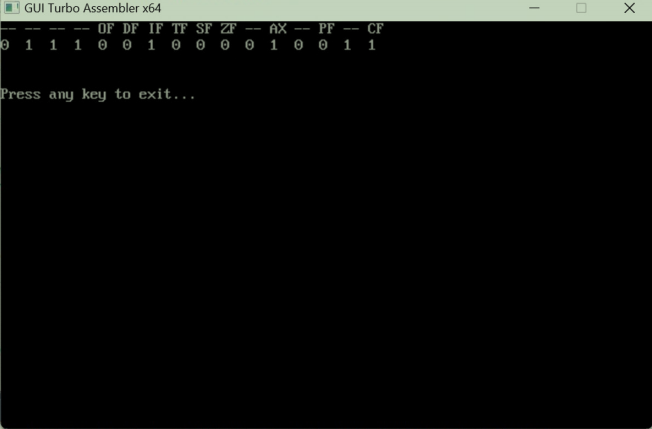 GUI Turbo Assembler x64
-- -- -- -- OF DF IF TF SF ZF -- AX -- PF -- CF
0 1 1 1 0 0 1 0 0 0 0 1 0 0 1 1
Press any key to exit...